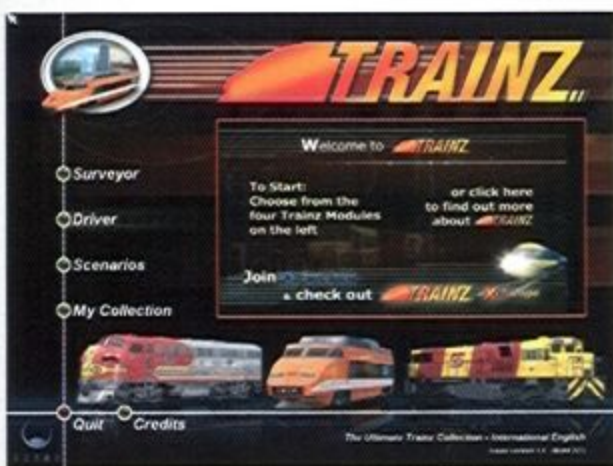 TRAINZ
Welcome to TRAINZ
To Start:
Choose from the
four Trainz Modules
on the left
or click here
to find out more
about TRAINZ
Join
& check out TRAINZ
Surveyor
Driver
Scenarios
My Collection
Quit
Credits
The Ultimate Trainz Collection - International English